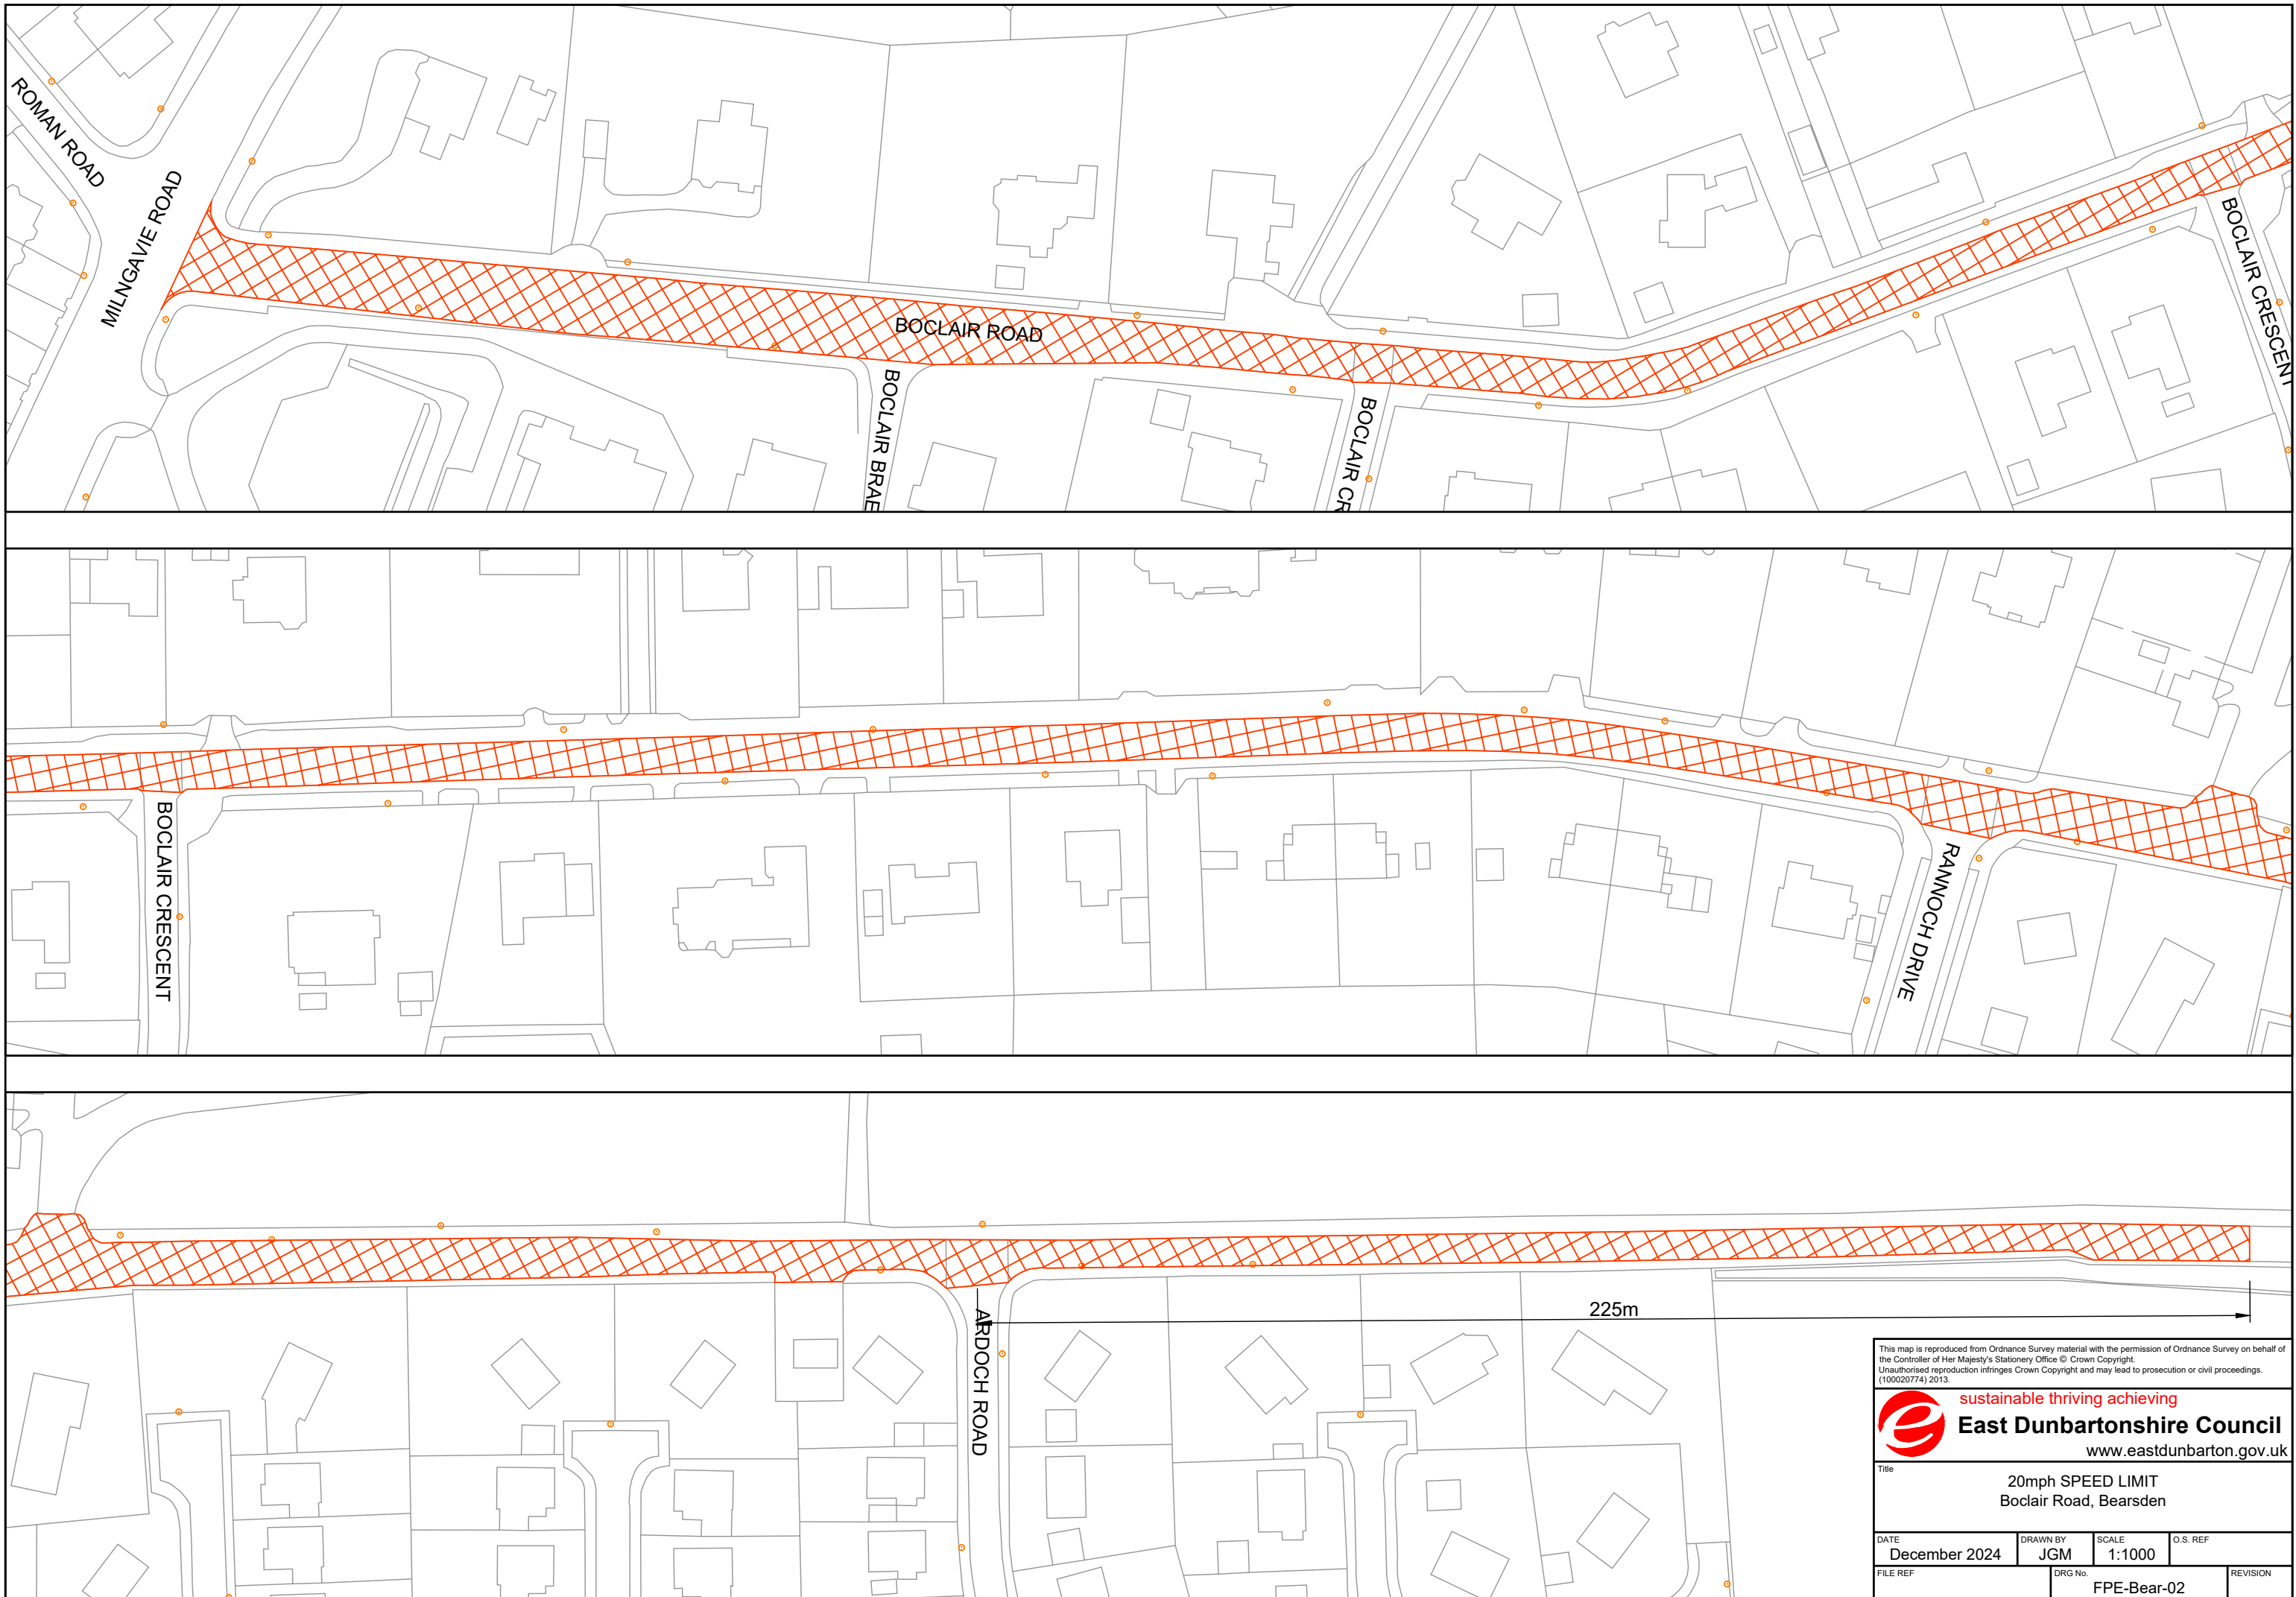 ROMAN ROAD
MILNGAVIE ROAD
BOCLAIR ROAD
BOCLAIR BRAE
BOCLAIR CR
BOCLAIR CRESCENT
BOCLAIR CRESCENT
RANNOCH DRIVE
ARDOCH ROAD
225m
This map is reproduced from Ordnance Survey material with the permission of Ordnance Survey on behalf of
the Controller of Her Majesty's Stationery Office © Crown Copyright.
Unauthorised reproduction infringes Crown Copyright and may lead to prosecution or civil proceedings.
(100020774) 2013.
sustainable thriving achieving
East Dunbartonshire Council
www.eastdunbarton.gov.uk
Title
20mph SPEED LIMIT
Boclair Road, Bearsden
DATE DRAWN BY SCALE O.S. REF
December 2024 JGM 1:1000
FILE REF DRG No. REVISION
FPE-Bear-02